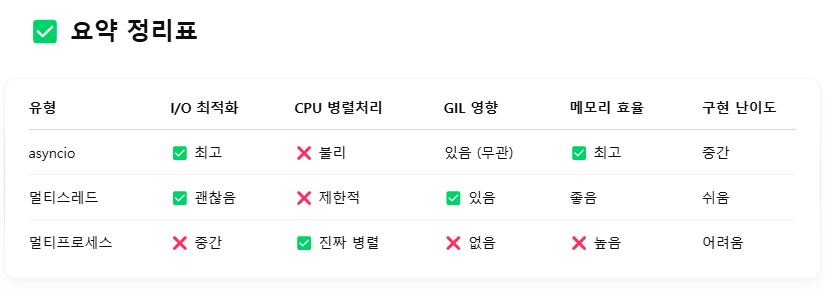 ✅ 요약 정리표
유형 I/O 최적화 CPU 병렬처리 GIL 영향 메모리 효율 구현 난이도
asyncio ✅ 최고 ❌ 불리 있음 (무관) ✅ 최고 중간
멀티스레드 ✅ 괜찮음 ❌ 제한적 ✅ 있음 좋음 쉬움
멀티프로세스 ❌ 중간 ✅ 진짜 병렬 ❌ 없음 ❌ 높음 어려움